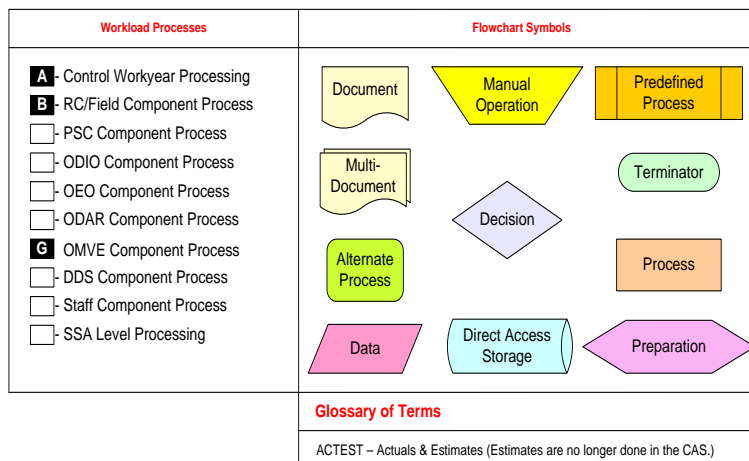 Workload Processes
Flowchart Symbols
A - Control Workyear Processing
B - RC/Field Component Process
- PSC Component Process
- ODIO Component Process
- OEO Component Process
- ODAR Component Process
G OMVE Component Process
- DDS Component Process
- Staff Component Process
- SSA Level Processing
Document
Manual
Operation
Predefined
Process
Multi-
Document
Decision
Terminator
Alternate
Process
Process
Data
Direct Access
Storage
Preparation
Glossary of Terms
ACTEST – Actuals & Estimates (Estimates are no longer done in the CAS.)